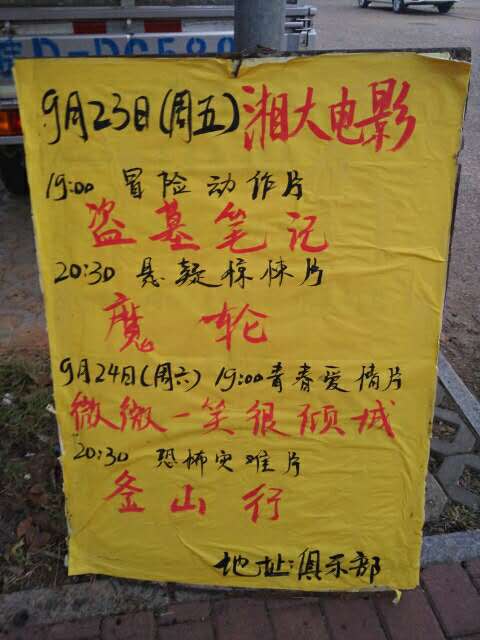 9月23日(周五)湘大电影
19:00 冒险动作片
盗墓笔记
20:30 悬疑惊悚片
魔轮
9月24日(周六) 19:00青春爱情片
微微一笑很倾城
20:30 恐怖灾难片
釜山行
地址:俱乐部